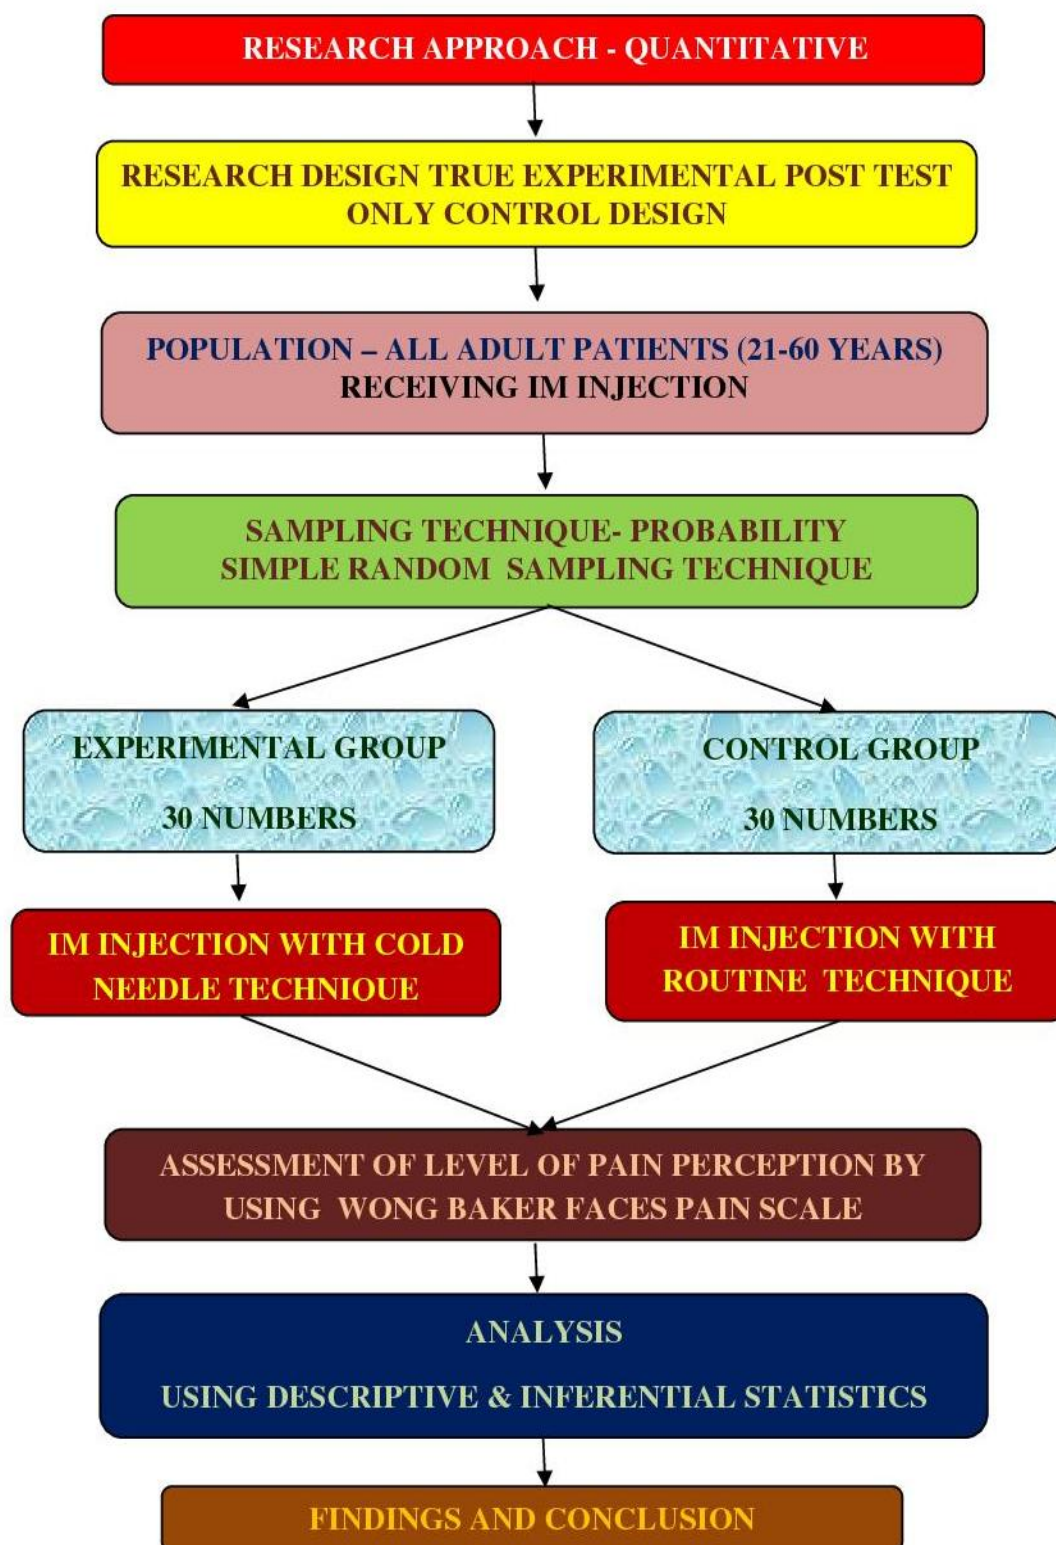 RESEARCH APPROACH - QUANTITATIVE
RESEARCH DESIGN TRUE EXPERIMENTAL POST TEST
ONLY CONTROL DESIGN
POPULATION – ALL ADULT PATIENTS (21-60 YEARS)
RECEIVING IM INJECTION
SAMPLING TECHNIQUE- PROBABILITY
SIMPLE RANDOM SAMPLING TECHNIQUE
EXPERIMENTAL GROUP
30 NUMBERS
CONTROL GROUP
30 NUMBERS
IM INJECTION WITH COLD
NEEDLE TECHNIQUE
IM INJECTION WITH
ROUTINE TECHNIQUE
ASSESSMENT OF LEVEL OF PAIN PERCEPTION BY
USING WONG BAKER FACES PAIN SCALE
ANALYSIS
USING DESCRIPTIVE & INFERENTIAL STATISTICS
FINDINGS AND CONCLUSION